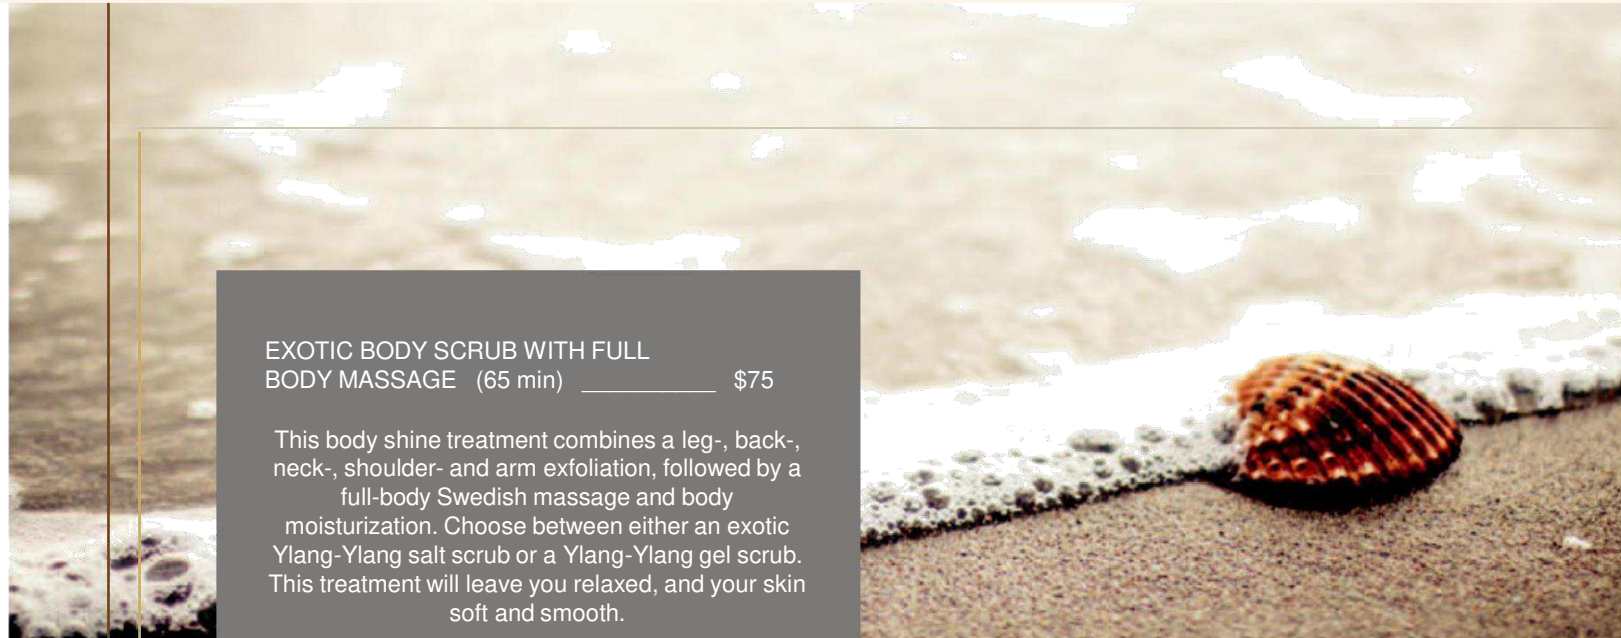 EXOTIC BODY SCRUB WITH FULL
BODY MASSAGE (65 min) __________ $75
This body shine treatment combines a leg-, back-,
neck-, shoulder- and arm exfoliation, followed by a
full-body Swedish massage and body
moisturization. Choose between either an exotic
Ylang-Ylang salt scrub or a Ylang-Ylang gel scrub.
This treatment will leave you relaxed, and your skin
soft and smooth.